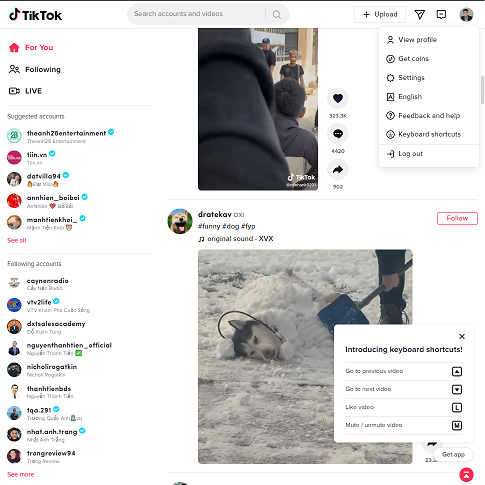 TikTok
Search accounts and videos
Upload
For You
Following
LIVE
Suggested accounts
theanh28entertainment
Theanh28 Entertainment
tiin.vn
Tiin.vn
datvilla94
Đạt Villa
annhien_boiboi
AnNhiên ❤️ BốiBối
manhtienkhoi_
Mạnh Tiến Khôi
See all
Following accounts
caynenradio
Cây Nến Radio
vtv2life
VTV Khám Phá Cuộc Sống
dxtsalesacademy
Đỗ Xuân Tùng
nguyenthanhtien_official
Nguyễn Thành Tiến ✅
nicholirogatkin
Nicholi Rogatkin
thanhtienbds
Nguyễn Thành Tiến
tqa.291
Trương Quốc Anh
nhat.anh.trang
Nhật Anh Trắng
trongreview94
Trọng Review
See more
TikTok
323.3K
4420
902
View profile
Get coins
Settings
English
Feedback and help
Keyboard shortcuts
Log out
dratekav OXI
Follow
#funny #dog #fyp
original sound - XVX
Introducing keyboard shortcuts!
Go to previous video
Go to next video
Like video L
Mute / unmute video M
Get app